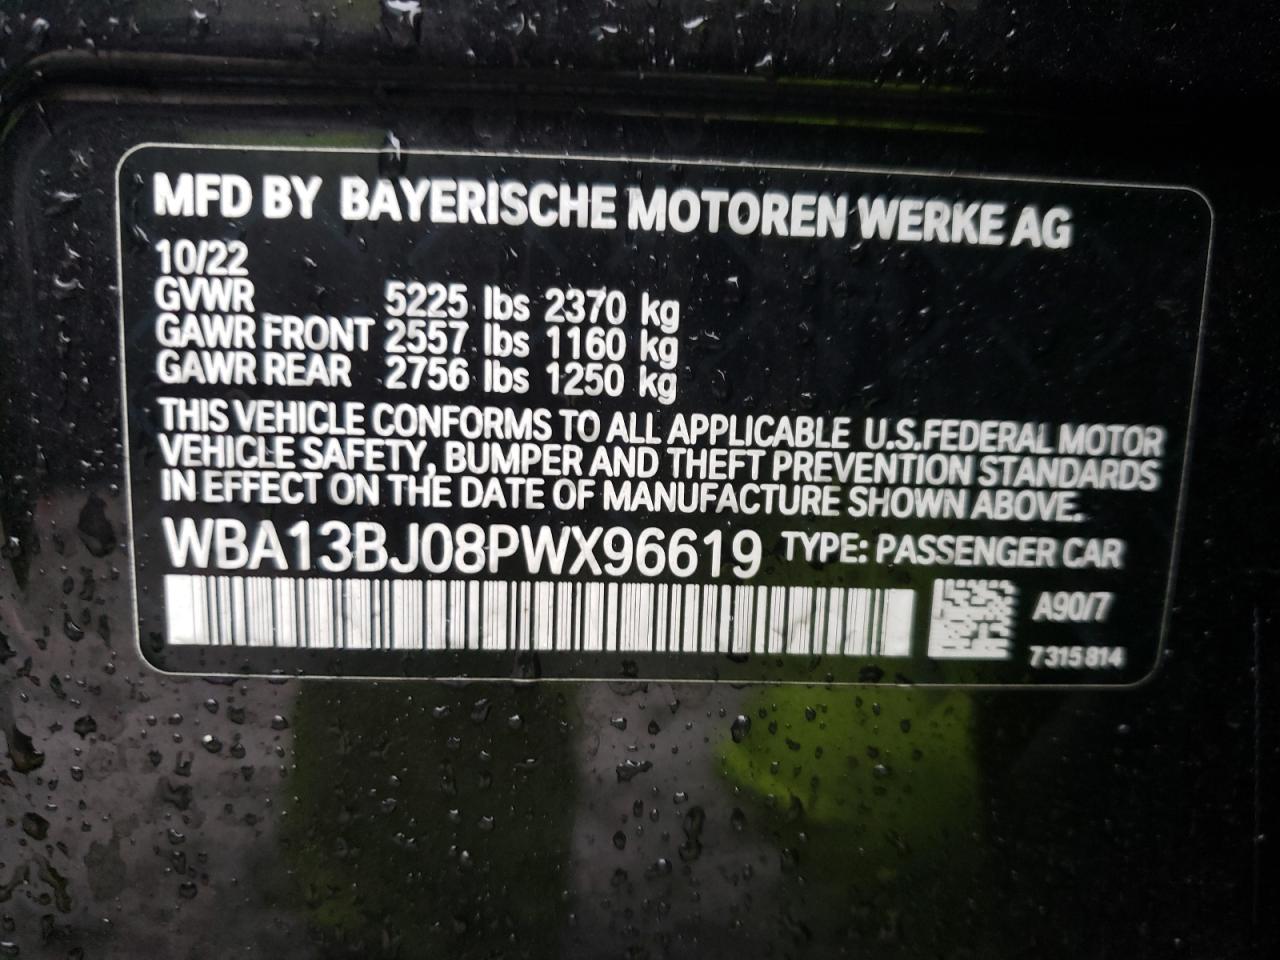 MFD BY BAYERISCHE MOTOREN WERKE AG
10/22
GVWR 5225 lbs 2370 kg
GAWR FRONT 2557 lbs 1160 kg
GAWR REAR 2756 lbs 1250 kg
THIS VEHICLE CONFORMS TO ALL APPLICABLE U.S.FEDERAL MOTOR
VEHICLE SAFETY, BUMPER AND THEFT PREVENTION STANDARDS
IN EFFECT ON THE DATE OF MANUFACTURE SHOWN ABOVE.
WBA13BJ08PWX96619 TYPE: PASSENGER CAR
A90/7
7 315 814